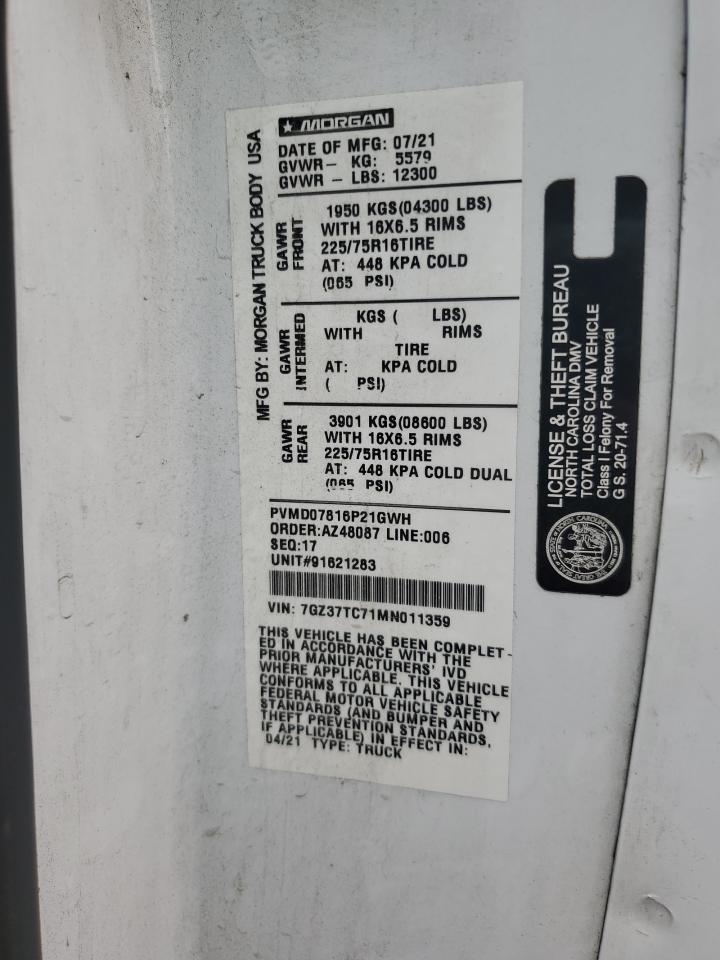 MFG BY: MORGAN TRUCK BODY USA
MORGAN
DATE OF MFG: 07/21
GVWR- KG: 5579
GVWR - LBS: 12300
GAWR FRONT
1950 KGS(04300 LBS)
WITH 16X6.5 RIMS
225/75R16TIRE
AT: 448 KPA COLD
(065 PSI)
GAWR INTERMED
KGS ( LBS)
WITH RIMS
TIRE
AT: KPA COLD
( PSI)
GAWR REAR
3901 KGS(08600 LBS)
WITH 16X6.5 RIMS
225/75R16TIRE
AT: 448 KPA COLD DUAL
(065 PSI)
PVMD07816P21GWH
ORDER:AZ48087 LINE:006
SEQ:17
UNIT#91621283
VIN: 7GZ37TC71MN011359
THIS VEHICLE HAS BEEN COMPLET-
ED IN ACCORDANCE WITH THE
PRIOR MANUFACTURERS' IVD
WHERE APPLICABLE. THIS VEHICLE
CONFORMS TO ALL APPLICABLE
FEDERAL MOTOR VEHICLE SAFETY
STANDARDS (AND BUMPER AND
THEFT PREVENTION STANDARDS,
IF APPLICABLE) IN EFFECT IN:
04/21 TYPE: TRUCK
LICENSE & THEFT BUREAU
NORTH CAROLINA DMV
TOTAL LOSS CLAIM VEHICLE
Class I Felony For Removal
G S. 20-71.4